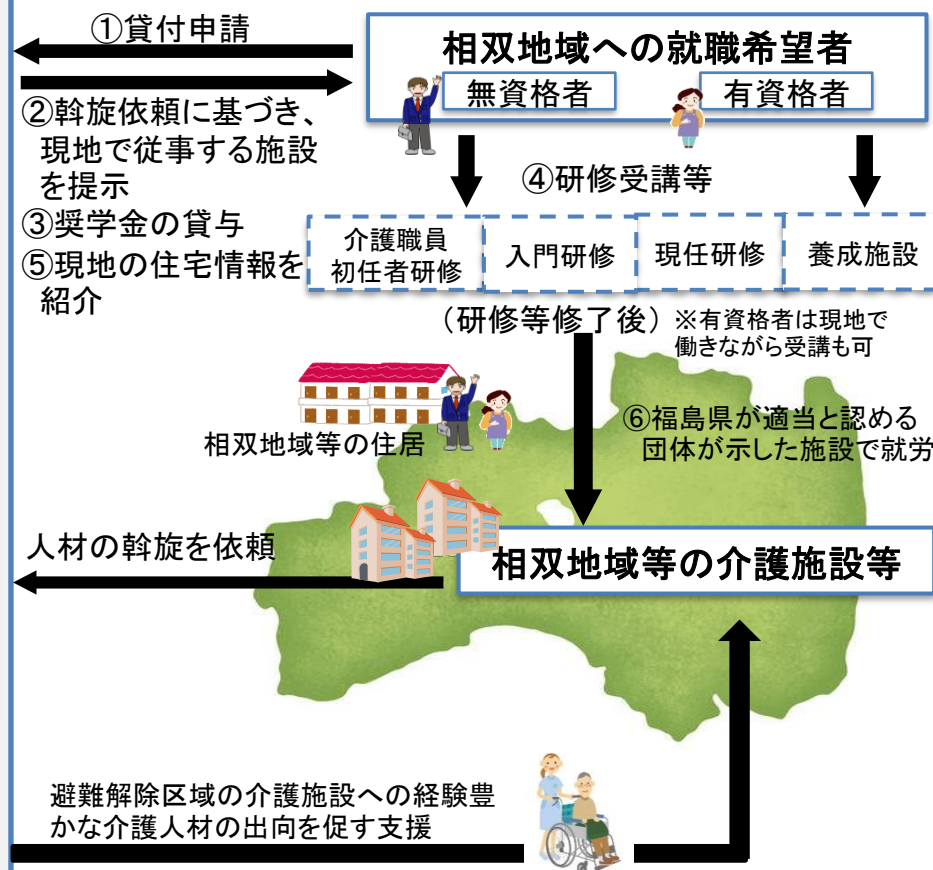 ①貸付申請
相双地域への就職希望者
無資格者
有資格者
②幹旋依頼に基づき、
現地で従事する施設
を提示
③奨学金の貸与
⑤現地の住宅情報を
紹介
④研修受講等
介護職員
初任者研修
入門研修
現任研修
養成施設
(研修等修了後)
※有資格者は現地で
働きながら受講も可
相双地域等の住居
⑥福島県が適当と認める
団体が示した施設で就労
人材の斡旋を依頼
相双地域等の介護施設等
避難解除区域の介護施設への経験豊
かな介護人材の出向を促す支援